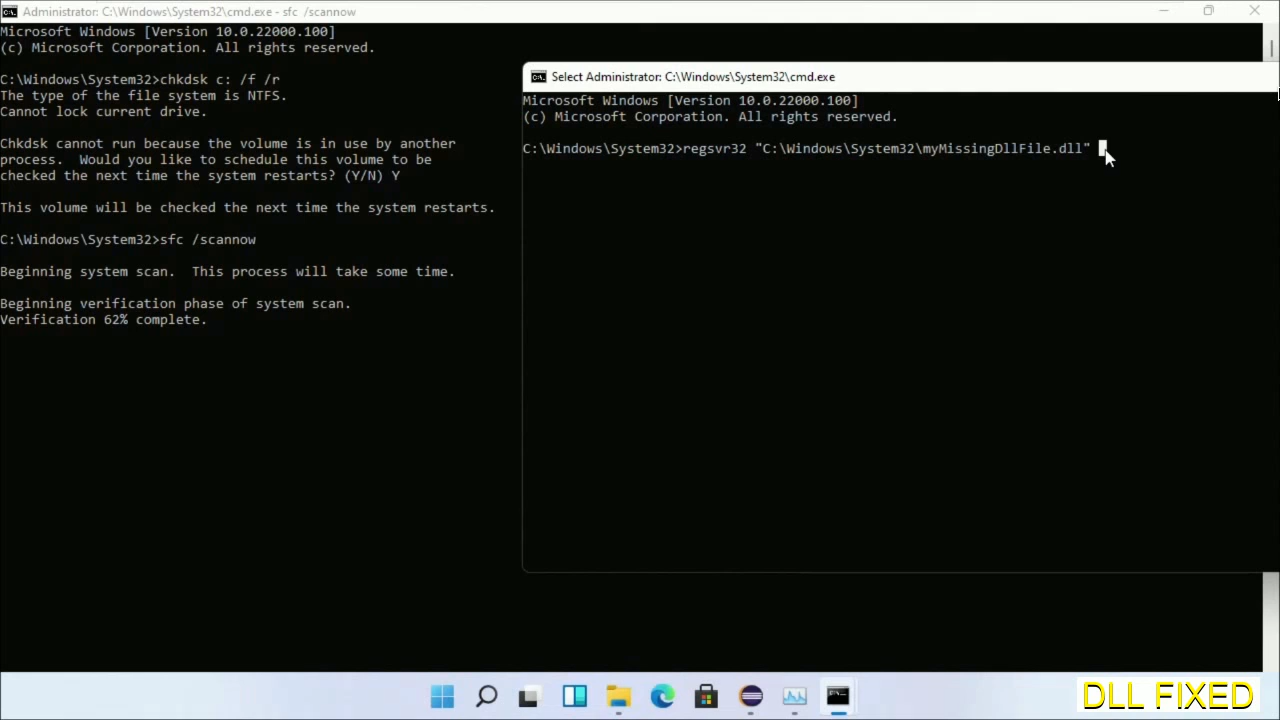 Administrator: C:\Windows\System32\cmd.exe - sfc /scannow
Microsoft Windows [Version 10.0.22000.100]
(c) Microsoft Corporation. All rights reserved.
C:\Windows\System32>chkdsk c: /f /r
The type of the file system is NTFS.
Cannot lock current drive.
Chkdsk cannot run because the volume is in use by another
process.  Would you like to schedule this volume to be
checked the next time the system restarts? (Y/N) Y
This volume will be checked the next time the system restarts.
C:\Windows\System32>sfc /scannow
Beginning system scan.  This process will take some time.
Beginning verification phase of system scan.
Verification 62% complete.
Select Administrator: C:\Windows\System32\cmd.exe
Microsoft Windows [Version 10.0.22000.100]
(c) Microsoft Corporation. All rights reserved.
C:\Windows\System32>regsvr32 "C:\Windows\System32\myMissingDllFile.dll"
DLL FIXED